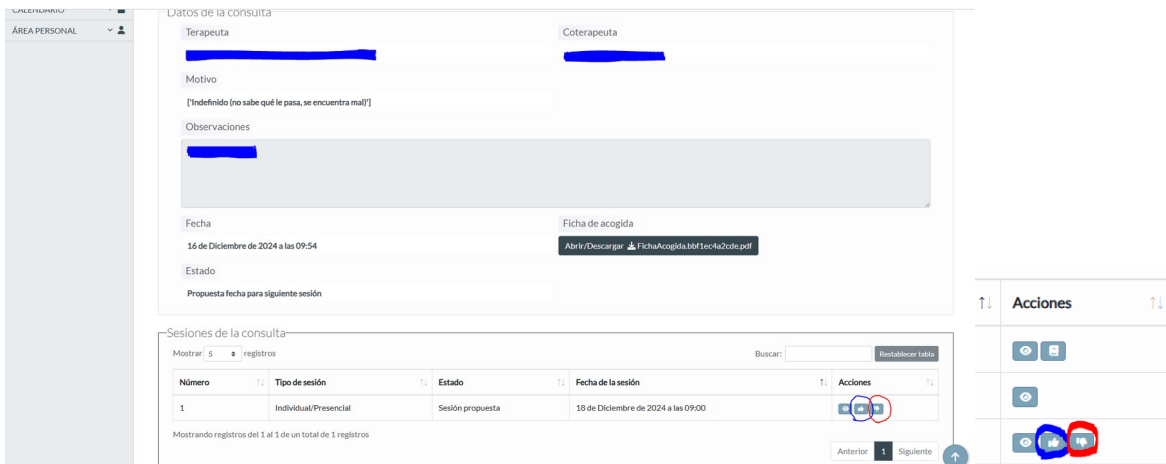 CALENDARIO
ÁREA PERSONAL
Datos de la consulta
Terapeuta
Coterapeuta
Motivo
['Indefinido (no sabe qué le pasa, se encuentra mal)']
Observaciones
Fecha
Ficha de acogida
16 de Diciembre de 2024 a las 09:54
Abrir/Descargar FichaAcogida.bbf1ec4a2cde.pdf
Estado
Propuesta fecha para siguiente sesión
Sesiones de la consulta
Mostrar 5 registros
Buscar:
Restablecer tabla
Número Tipo de sesión Estado Fecha de la sesión Acciones
1 Individual/Presencial Sesión propuesta 18 de Diciembre de 2024 a las 09:00
Mostrando registros del 1 al 1 de un total de 1 registros
Anterior 1 Siguiente
Acciones